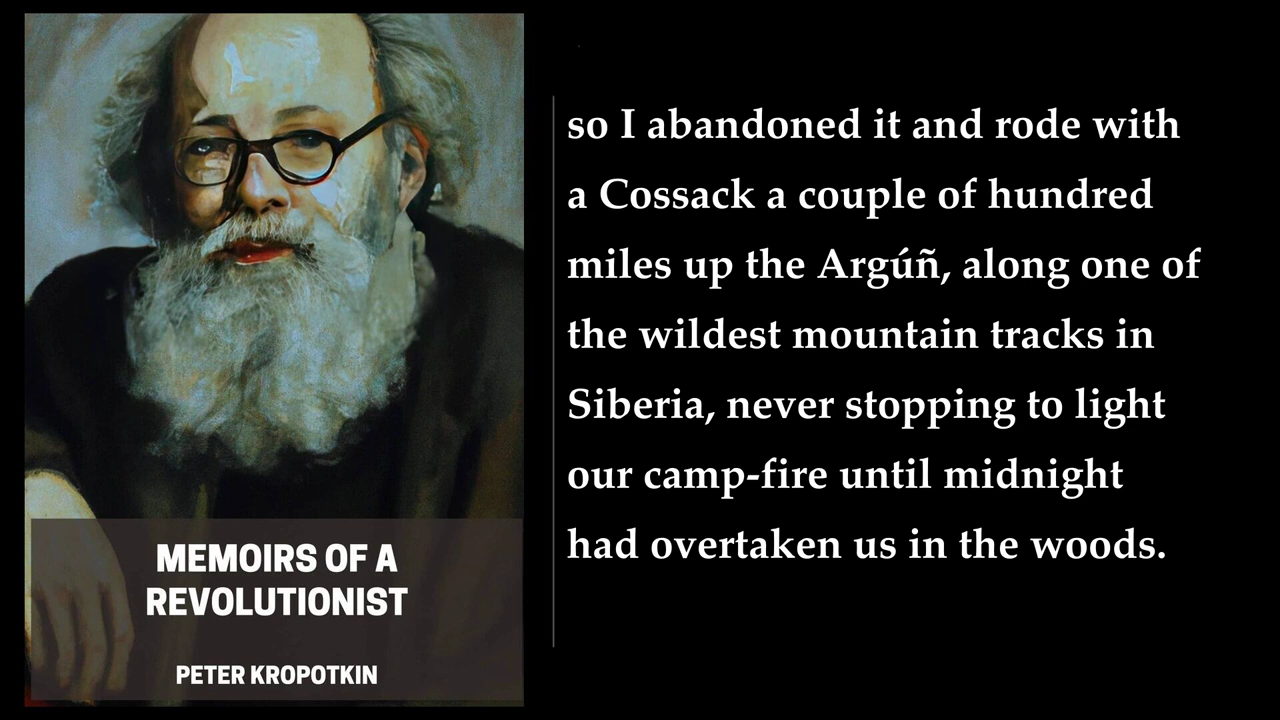 MEMOIRS OF A
REVOLUTIONIST
PETER KROPOTKIN
so I abandoned it and rode with
a Cossack a couple of hundred
miles up the Argúñ, along one of
the wildest mountain tracks in
Siberia, never stopping to light
our camp-fire until midnight
had overtaken us in the woods.